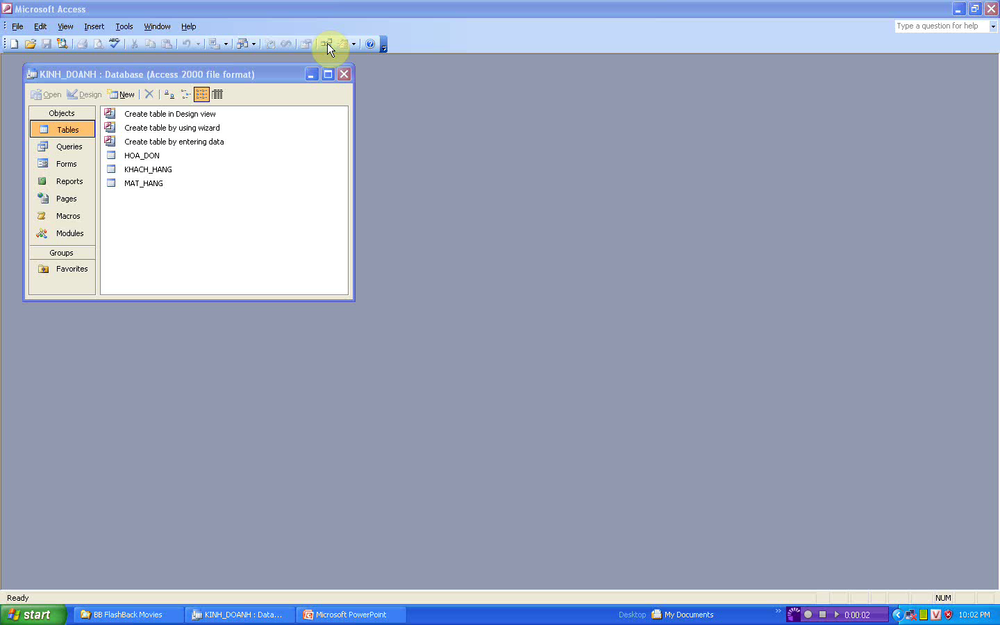 Microsoft Access
File Edit View Insert Tools Window Help
Type a question for help
KINH_DOANH : Database (Access 2000 file format)
Open Design New
Objects
Tables
Queries
Forms
Reports
Pages
Macros
Modules
Groups
Favorites
Create table in Design view
Create table by using wizard
Create table by entering data
HOA_DON
KHACH_HANG
MAT_HANG
Ready
NUM
start
BB FlashBack Movies
KINH_DOANH : Data...
Microsoft PowerPoint
Desktop
My Documents
0:00:02
10:02 PM